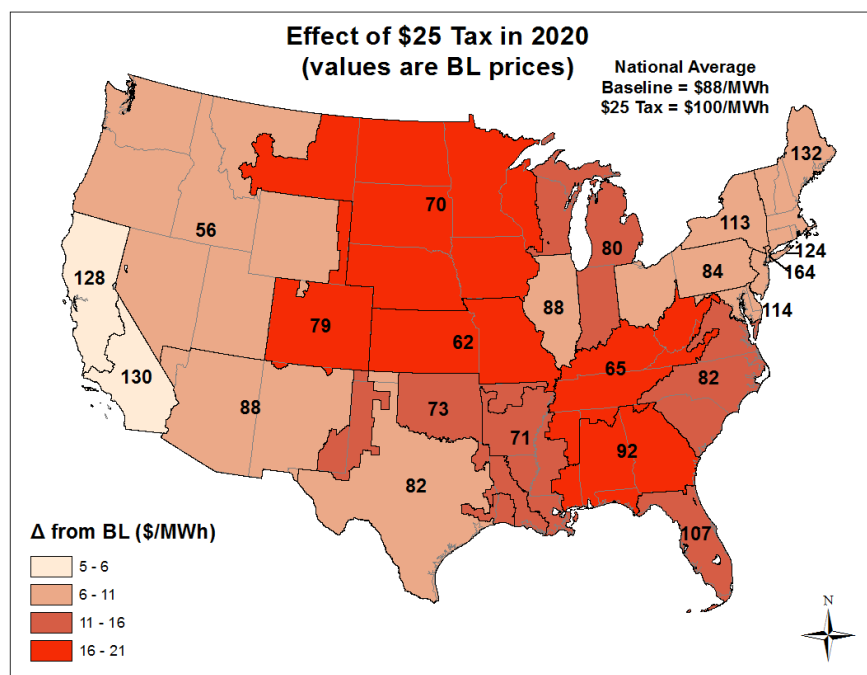 Effect of $25 Tax in 2020
(values are BL prices)
National Average
Baseline = $88/MWh
$25 Tax = $100/MWh
132
70
113
56
80
124
84
164
128
88
114
79
62
65
130
82
88
73
71
92
82
107
Δ from BL ($/MWh)
5 - 6
6 - 11
11 - 16
16 - 21
N